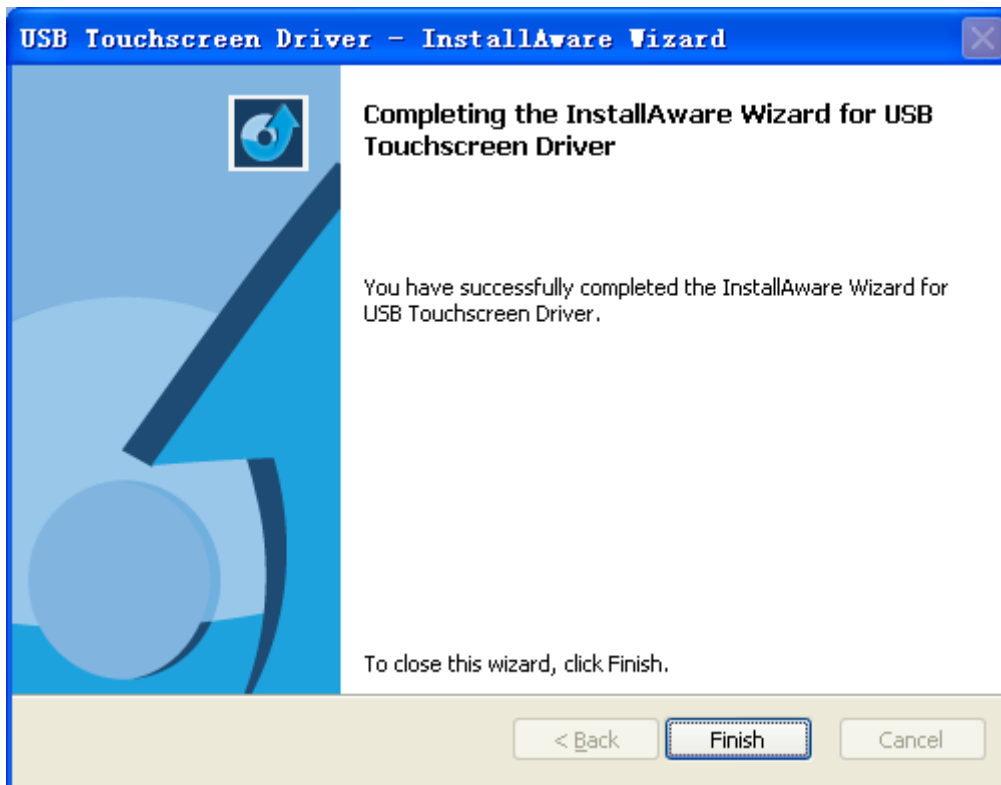 USB Touchscreen Driver - InstallAware Wizard
Completing the InstallAware Wizard for USB
Touchscreen Driver
You have successfully completed the InstallAware Wizard for
USB Touchscreen Driver.
To close this wizard, click Finish.
< Back Finish Cancel